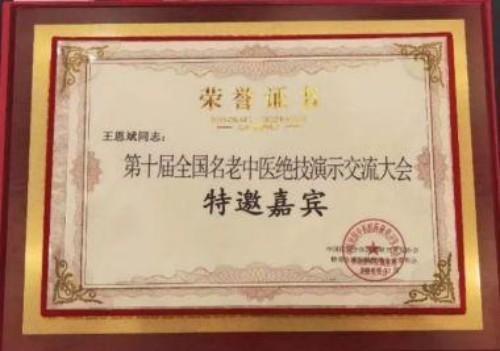 荣誉证书
王恩斌同志：
第十届全国名老中医绝技演示交流大会
特邀嘉宾